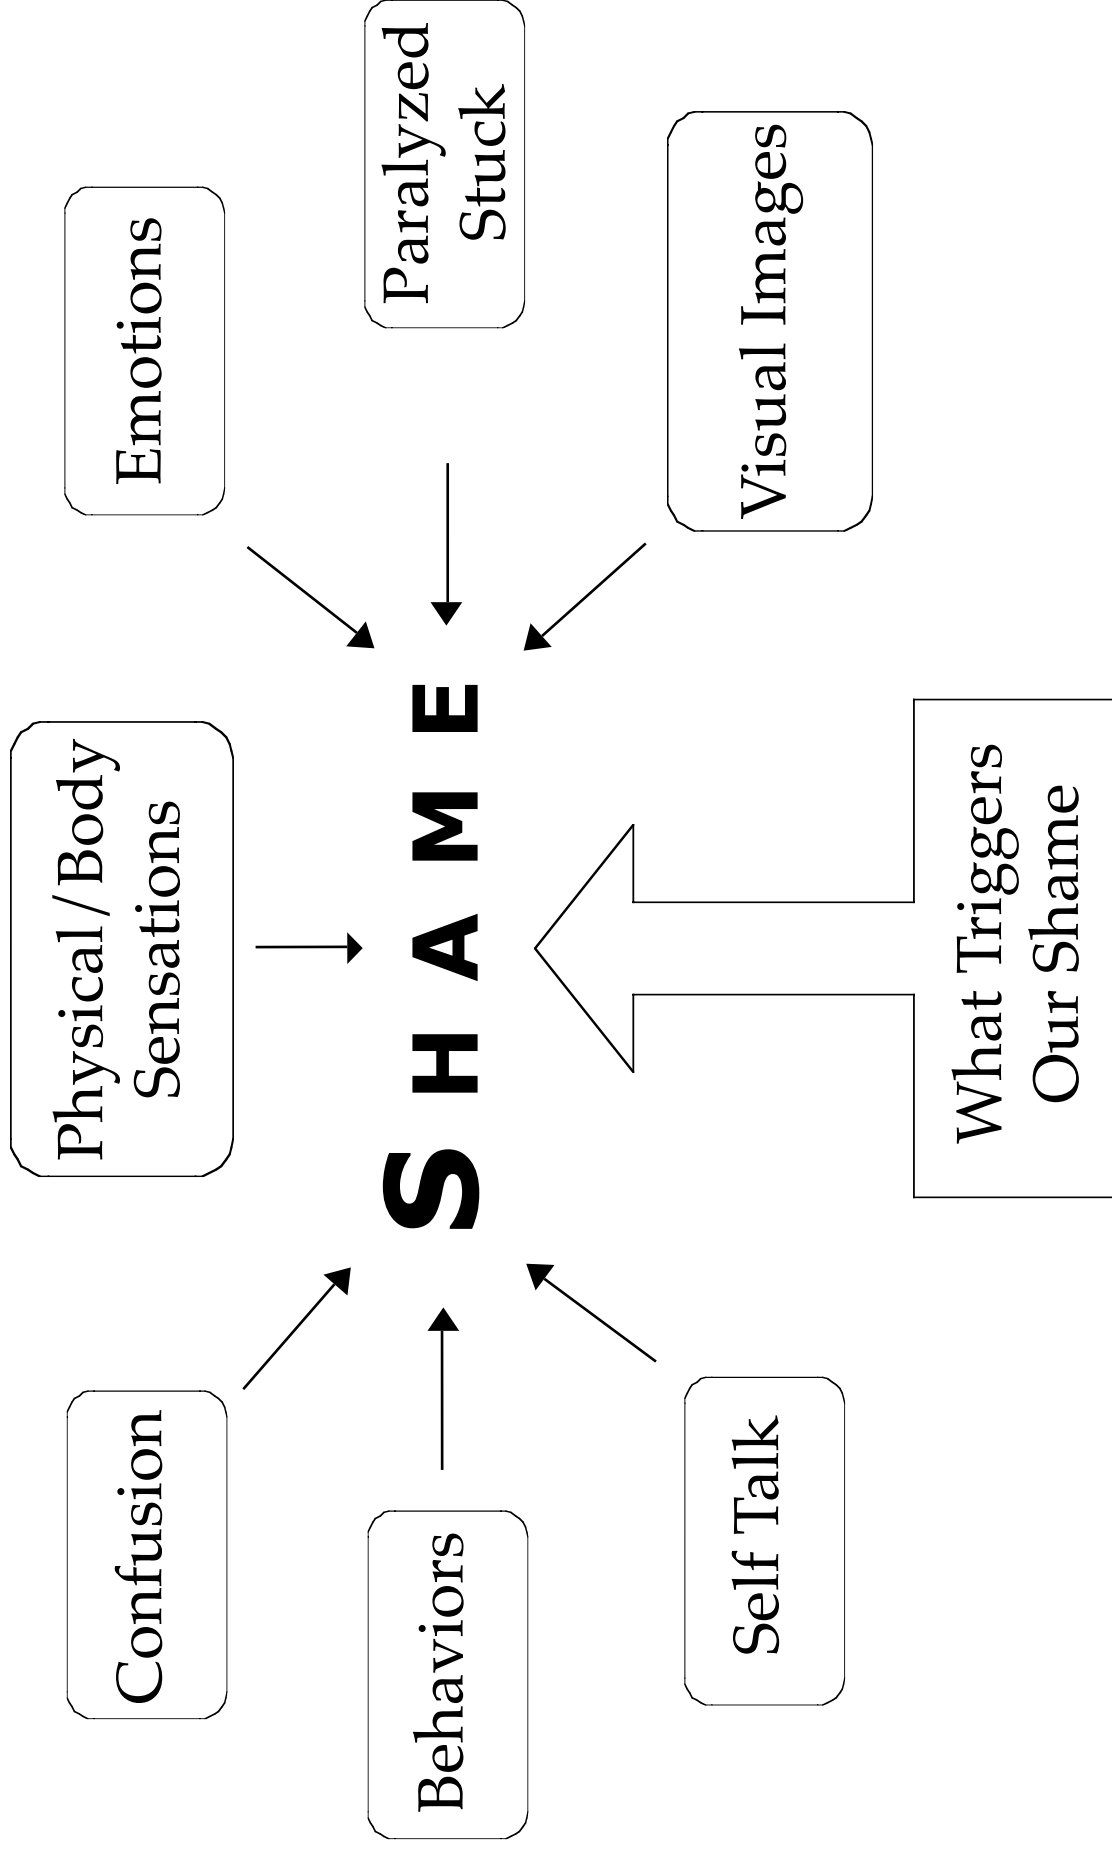 Confusion
Physical/Body
Sensations
Emotions
Behaviors
SHAME
Paralyzed
Stuck
Self Talk
Visual Images
What Triggers
Our Shame